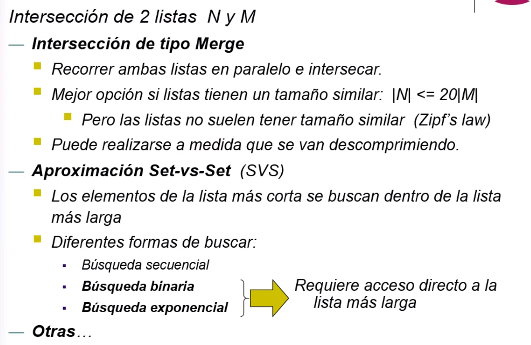 Intersección de 2 listas N y M
— Intersección de tipo Merge
Recorrer ambas listas en paralelo e intersecar.
Mejor opción si listas tienen un tamaño similar: |N| <= 20|M|
Pero las listas no suelen tener tamaño similar (Zipf's law)
Puede realizarse a medida que se van descomprimiendo.
— Aproximación Set-vs-Set (SVS)
Los elementos de la lista más corta se buscan dentro de la lista
más larga
Diferentes formas de buscar:
Búsqueda secuencial
Búsqueda binaria
Búsqueda exponencial
Requiere acceso directo a la
lista más larga
— Otras…